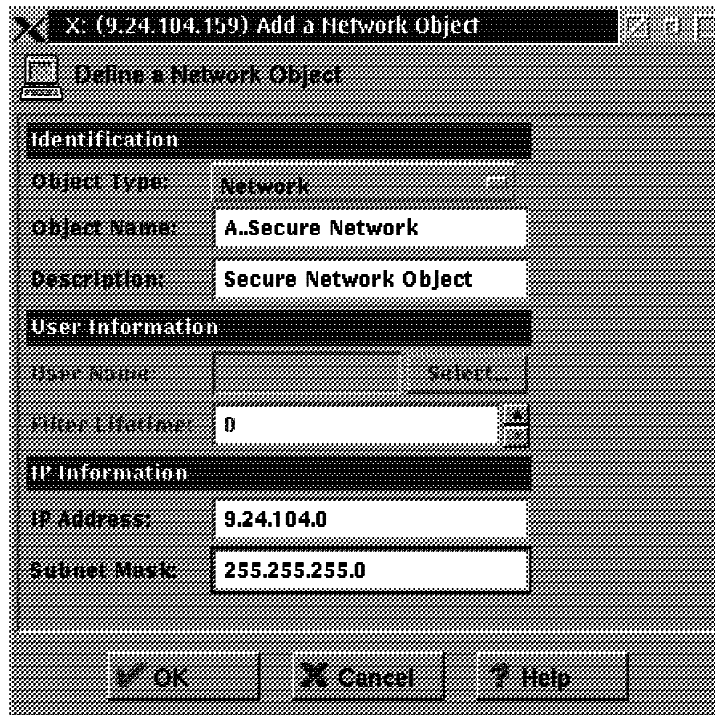 X: (9.24.104.159) Add a Network Object
Define a Network Object
Identification
Object Type: Network
Object Name: A..Secure Network
Description: Secure Network Object
User Information
User Name: Select...
Filter Lifetime: 0
IP Information
IP Address: 9.24.104.0
Subnet Mask: 255.255.255.0
OK Cancel ? Help